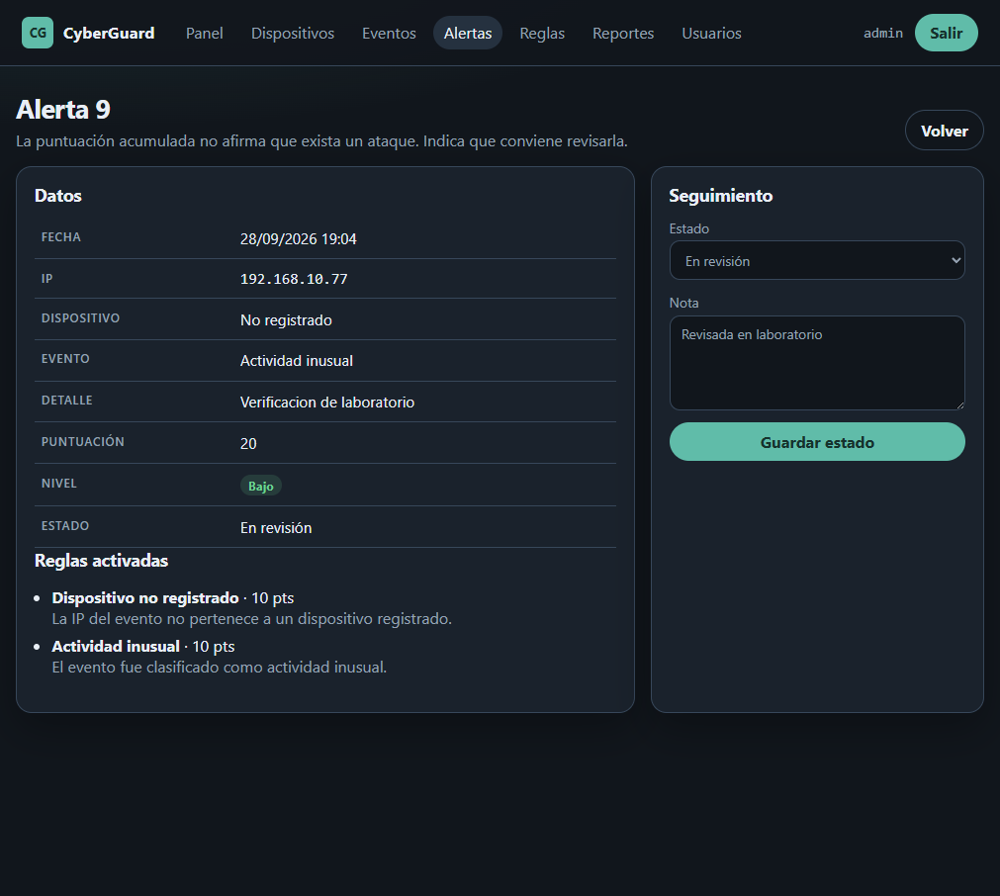 CG CyberGuard Panel Dispositivos Eventos Alertas Reglas Reportes Usuarios admin Salir
Alerta 9
La puntuación acumulada no afirma que exista un ataque. Indica que conviene revisarla.
Volver
Datos
FECHA 28/09/2026 19:04
IP 192.168.10.77
DISPOSITIVO No registrado
EVENTO Actividad inusual
DETALLE Verificacion de laboratorio
PUNTUACIÓN 20
NIVEL Bajo
ESTADO En revisión
Reglas activadas
• Dispositivo no registrado · 10 pts
La IP del evento no pertenece a un dispositivo registrado.
• Actividad inusual · 10 pts
El evento fue clasificado como actividad inusual.
Seguimiento
Estado
En revisión
Nota
Revisada en laboratorio
Guardar estado